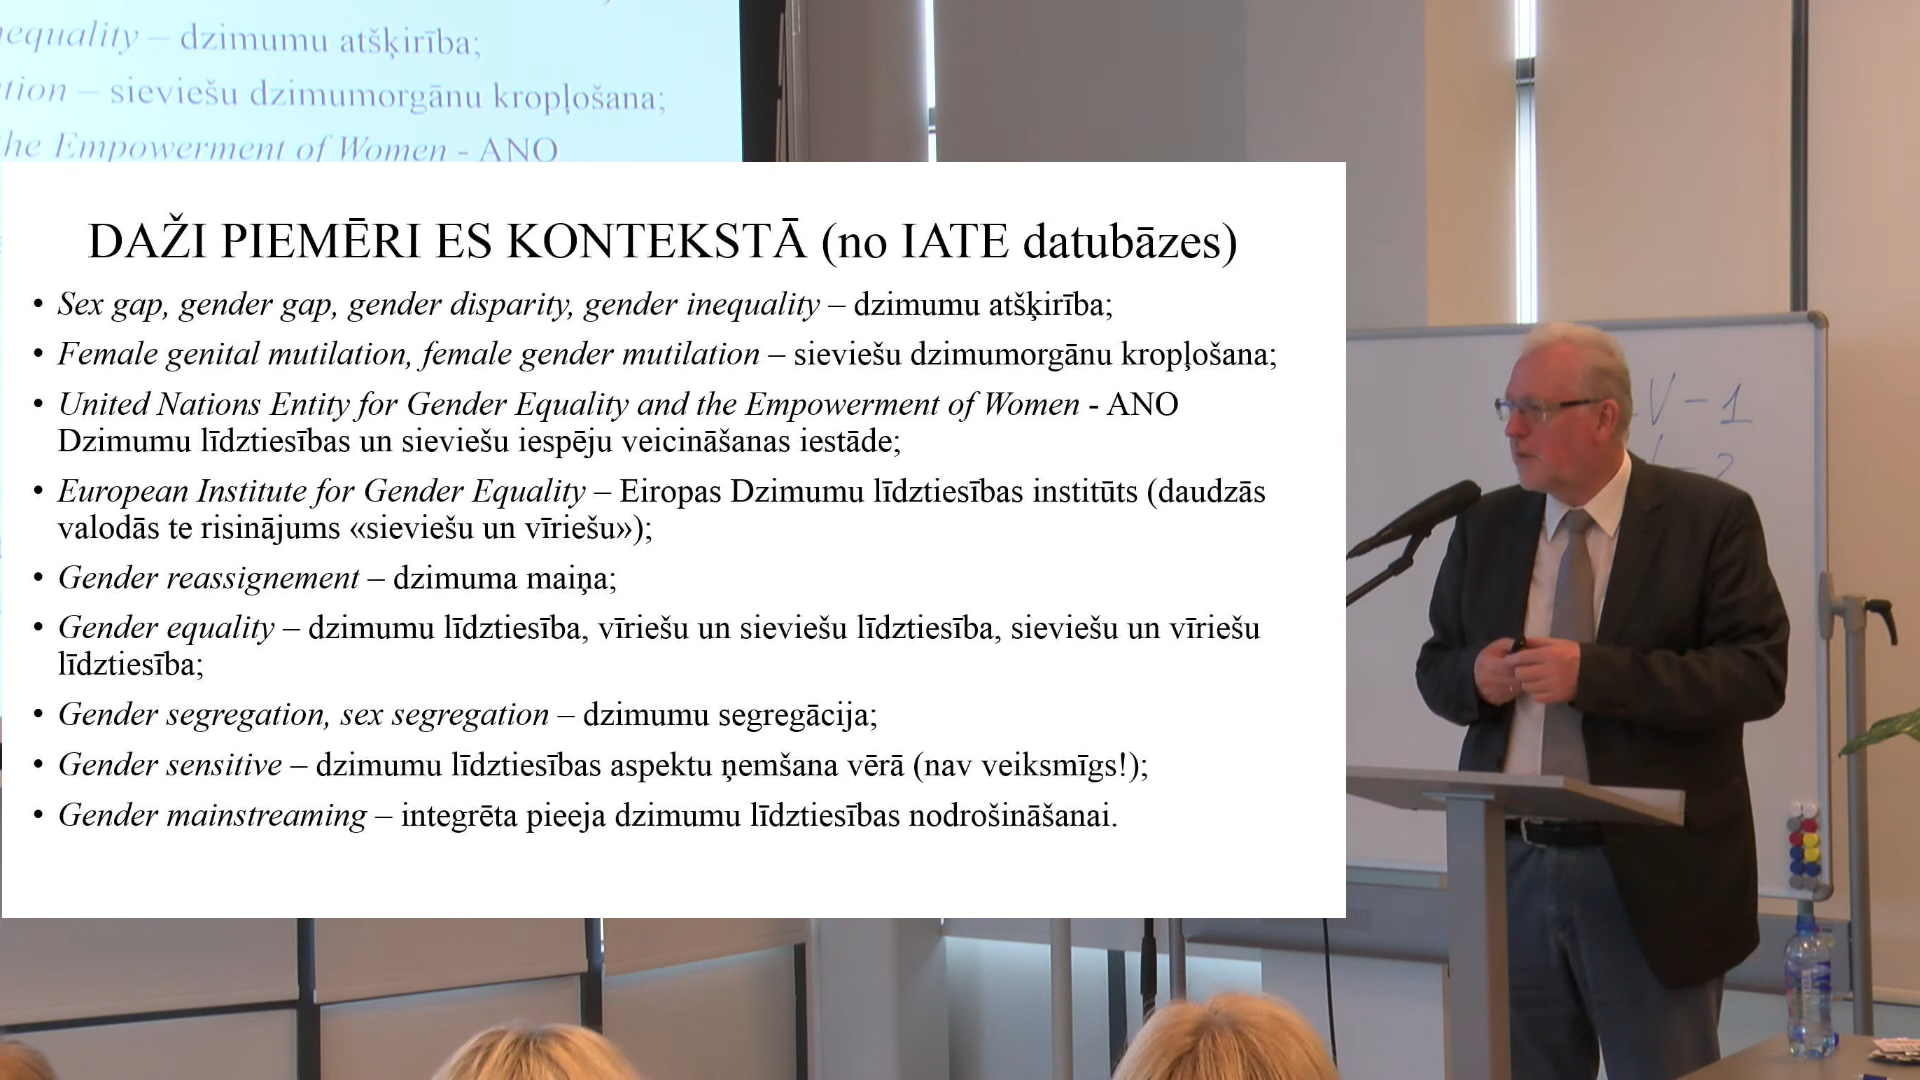 nequality – dzimumu atšķirība;
tion – sieviešu dzimumorgānu kropļošana;
the Empowerment of Women - ANO
DAŽI PIEMĒRI ES KONTEKSTĀ (no IATE datubāzes)
• Sex gap, gender gap, gender disparity, gender inequality – dzimumu atšķirība;
• Female genital mutilation, female gender mutilation – sieviešu dzimumorgānu kropļošana;
• United Nations Entity for Gender Equality and the Empowerment of Women - ANO
Dzimumu līdztiesības un sieviešu iespēju veicināšanas iestāde;
• European Institute for Gender Equality – Eiropas Dzimumu līdztiesības institūts (daudzās
valodās te risinājums «sieviešu un vīriešu»);
• Gender reassignement – dzimuma maiņa;
• Gender equality – dzimumu līdztiesība, vīriešu un sieviešu līdztiesība, sieviešu un vīriešu
līdztiesība;
• Gender segregation, sex segregation – dzimumu segregācija;
• Gender sensitive – dzimumu līdztiesības aspektu ņemšana vērā (nav veiksmīgs!);
• Gender mainstreaming – integrēta pieeja dzimumu līdztiesības nodrošināšanai.
V – 1
– 2